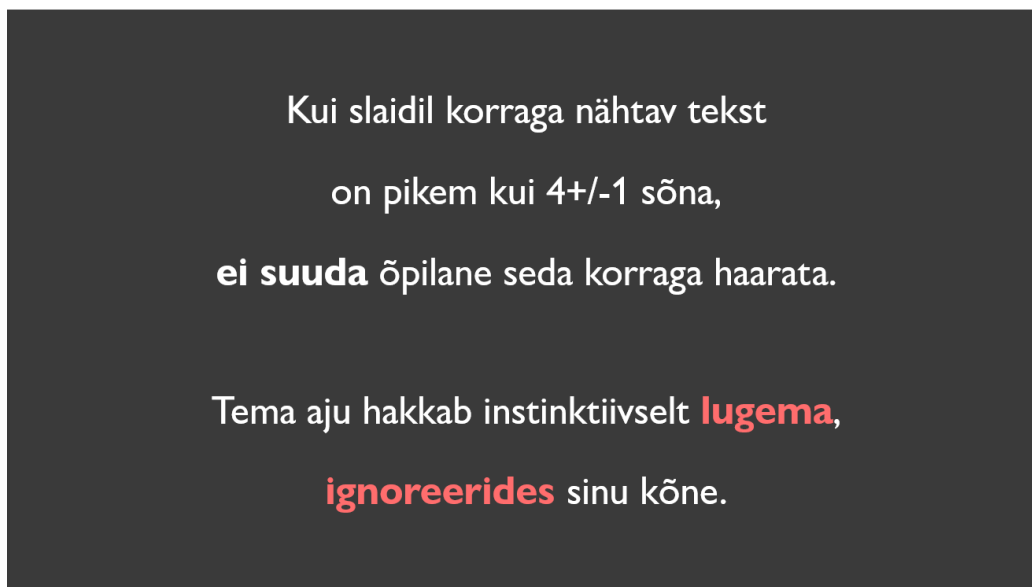 Kui slaidil korraga nähtav tekst
on pikem kui 4+/-1 sõna,
ei suuda õpilane seda korraga haarata.
Tema aju hakkab instinktiivselt lugema,
ignoreerides sinu kõne.